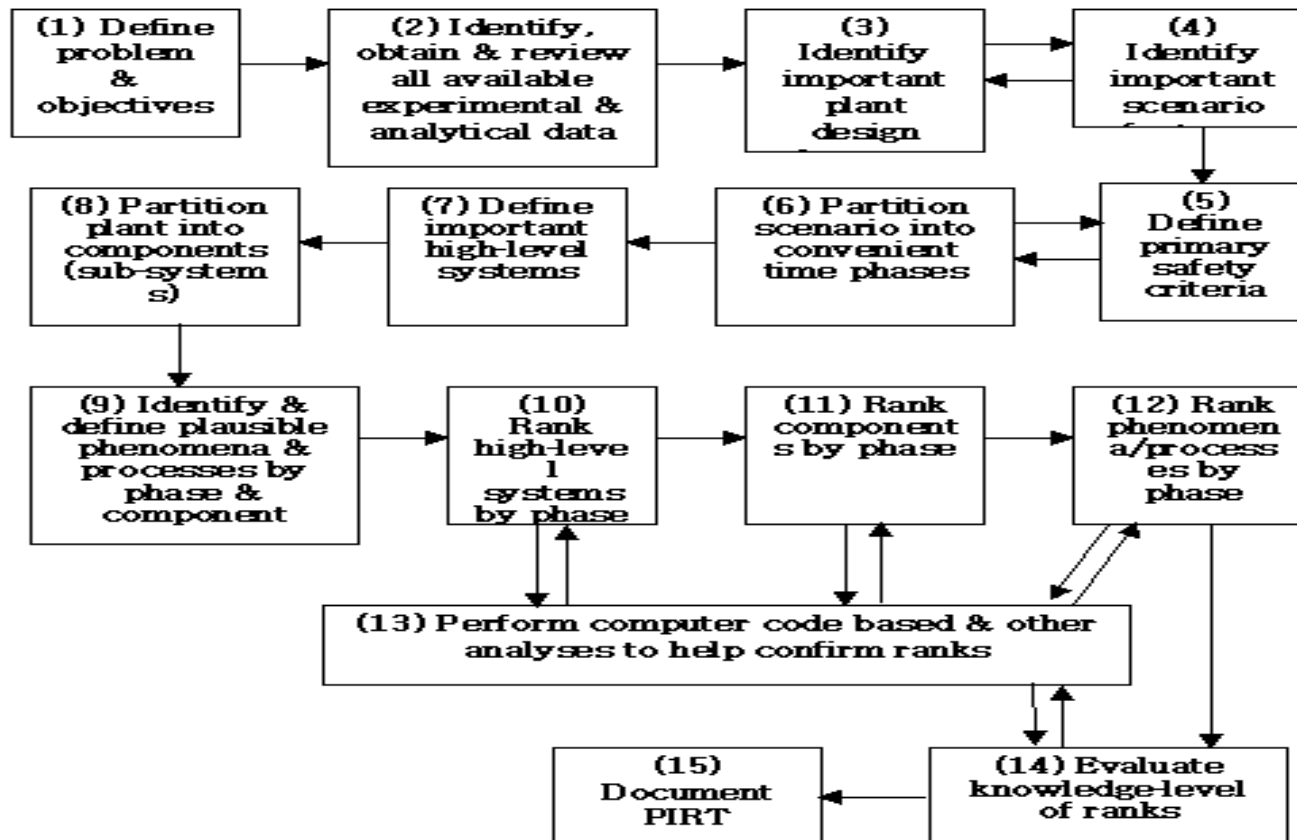 (1) Define
problem
&
objectives
(2) Identify,
obtain & review
all available
experimental &
analytical data
(3)
Identify
important
plant
design
(4)
Identify
important
scenario
(5)
Define
primary
safety
criteria
(6) Partition
scenario into
convenient
time phases
(7) Define
important
high-level
systems
(8) Partition
plant into
components
(sub-system
s)
(9) Identify &
define plausible
phenomena &
processes by
phase &
component
(10)
Rank
high-leve
l
systems
by phase
(11) Rank
component
s by phase
(12) Rank
phenomen
a/process
es by
phase
(13) Perform computer code based & other
analyses to help confirm ranks
(14) Evaluate
knowledge-level
of ranks
(15)
Document
PIRT